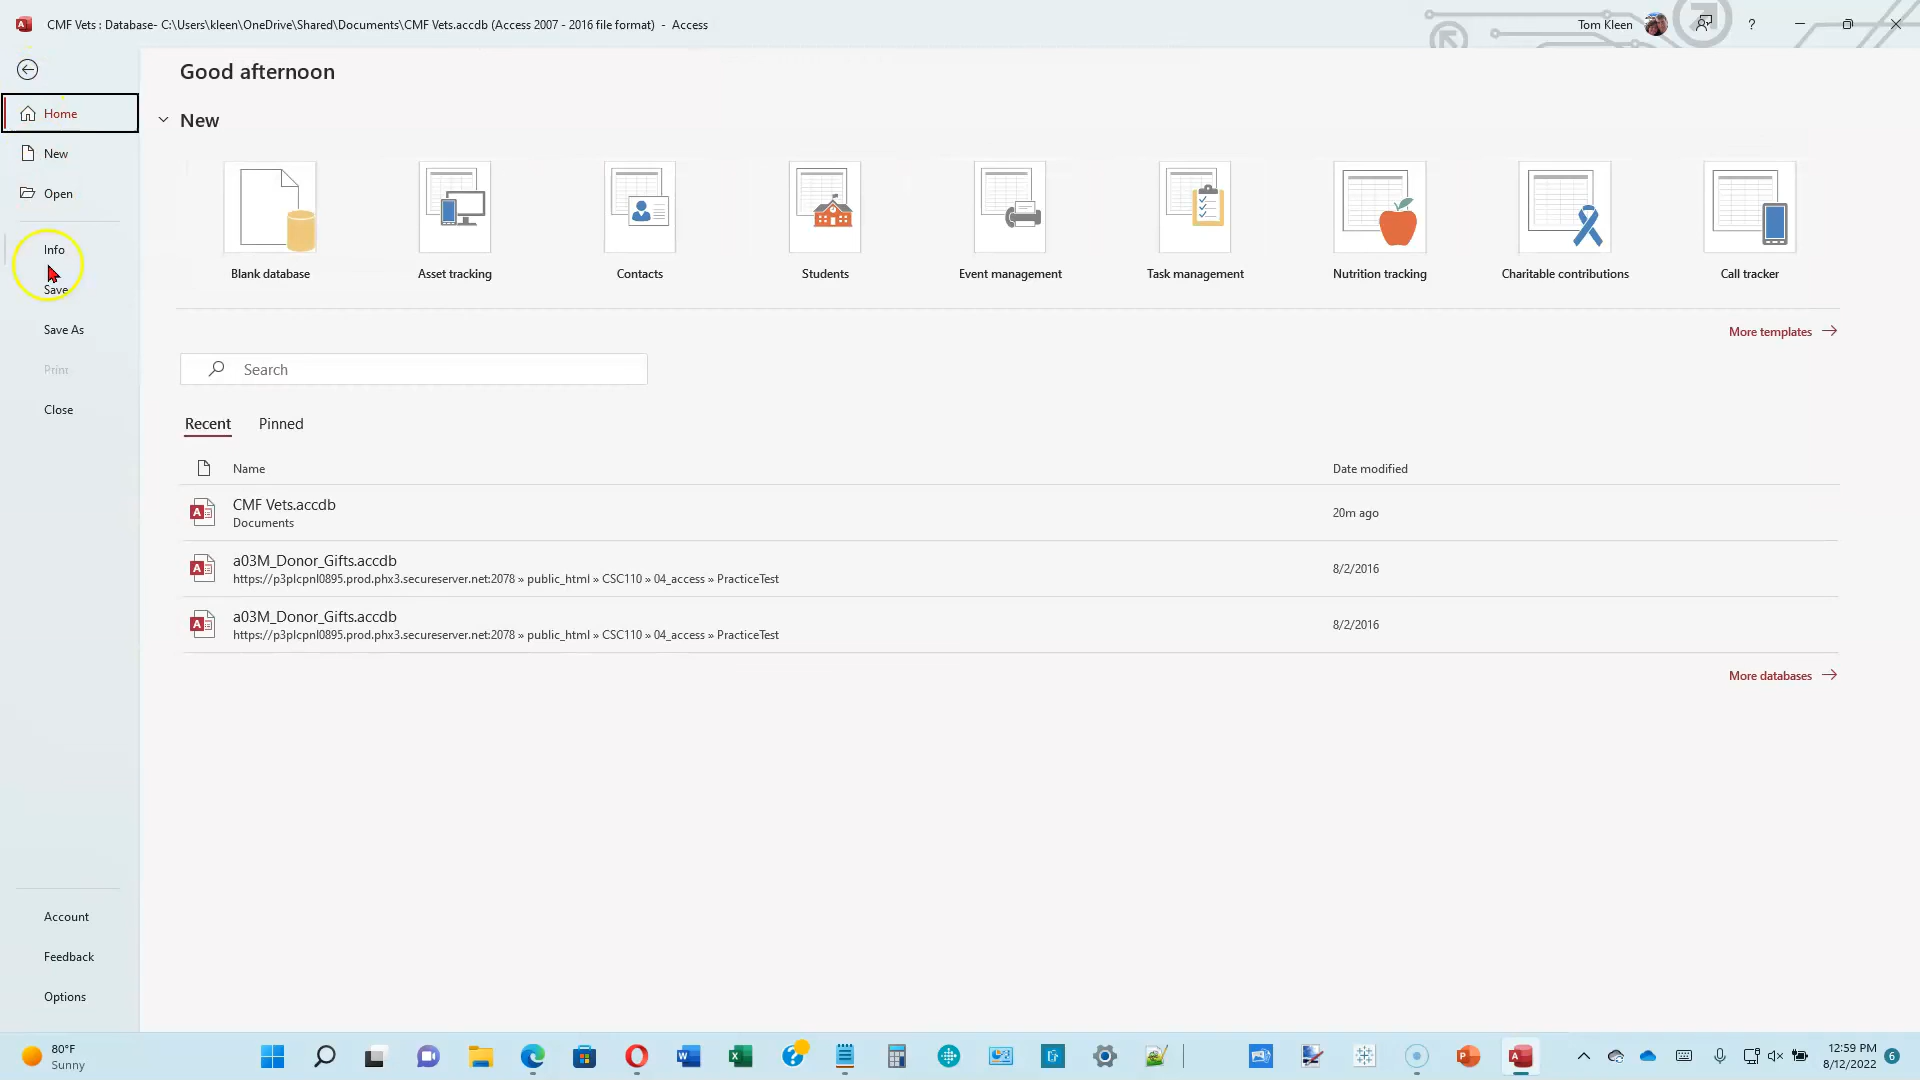 CMF Vets : Database- C:\Users\kleen\OneDrive\Shared\Documents\CMF Vets.accdb (Access 2007 - 2016 file format)  -  Access
Tom Kleen
?
Good afternoon
Home
New
New
Open
Info
Save
Save As
Print
Close
Blank database
Asset tracking
Contacts
Students
Event management
Task management
Nutrition tracking
Charitable contributions
Call tracker
More templates
Search
Recent
Pinned
Name
Date modified
CMF Vets.accdb
Documents
20m ago
a03M_Donor_Gifts.accdb
https://p3plcpnl0895.prod.phx3.secureserver.net:2078 » public_html » CSC110 » 04_access » PracticeTest
8/2/2016
a03M_Donor_Gifts.accdb
https://p3plcpnl0895.prod.phx3.secureserver.net:2078 » public_html » CSC110 » 04_access » PracticeTest
8/2/2016
More databases
Account
Feedback
Options
80°F
Sunny
12:59 PM
8/12/2022
6